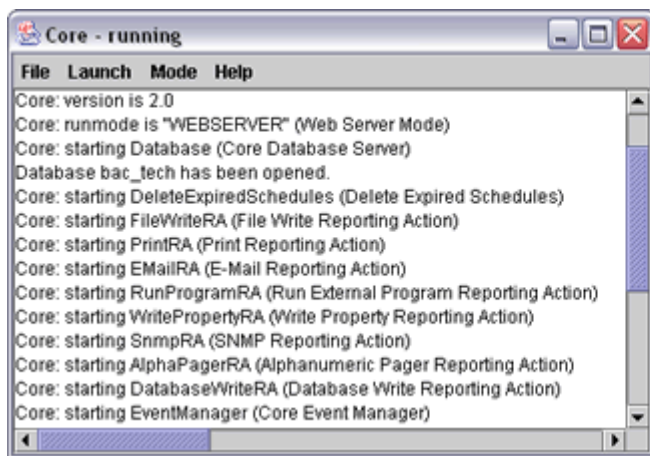 Core - running
File Launch Mode Help
Core: version is 2.0
Core: runmode is "WEBSERVER" (Web Server Mode)
Core: starting Database (Core Database Server)
Database bac_tech has been opened.
Core: starting DeleteExpiredSchedules (Delete Expired Schedules)
Core: starting FileWriteRA (File Write Reporting Action)
Core: starting PrintRA (Print Reporting Action)
Core: starting EMailRA (E-Mail Reporting Action)
Core: starting RunProgramRA (Run External Program Reporting Action)
Core: starting WritePropertyRA (Write Property Reporting Action)
Core: starting SnmpRA (SNMP Reporting Action)
Core: starting AlphaPagerRA (Alphanumeric Pager Reporting Action)
Core: starting DatabaseWriteRA (Database Write Reporting Action)
Core: starting EventManager (Core Event Manager)